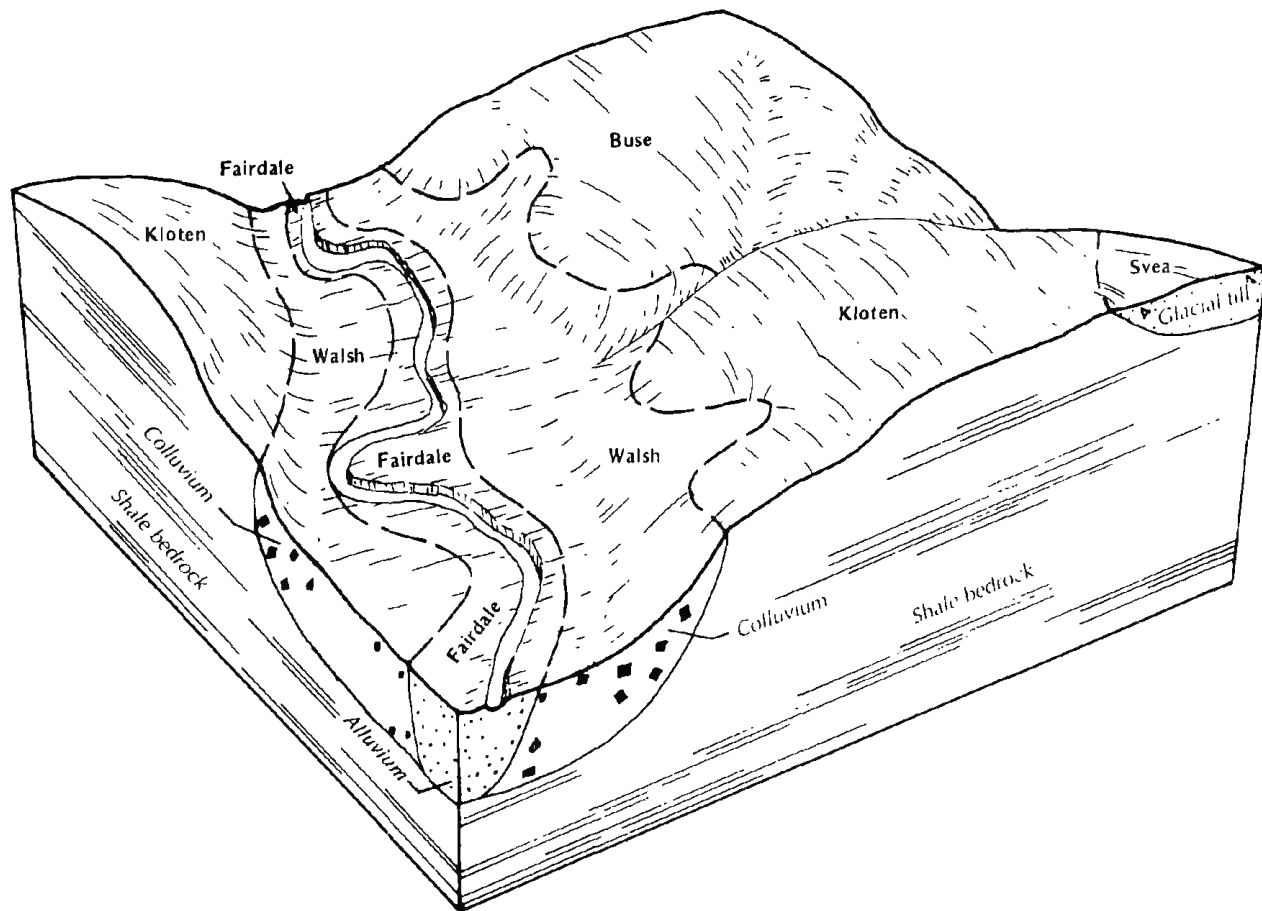 Buse
Fairdale
Kloten
Svea
Glacial till
Kloten
Walsh
Fairdale
Walsh
Colluvium
Shale bedrock
Colluvium
Shale bedrock
Fairdale
Alluvium